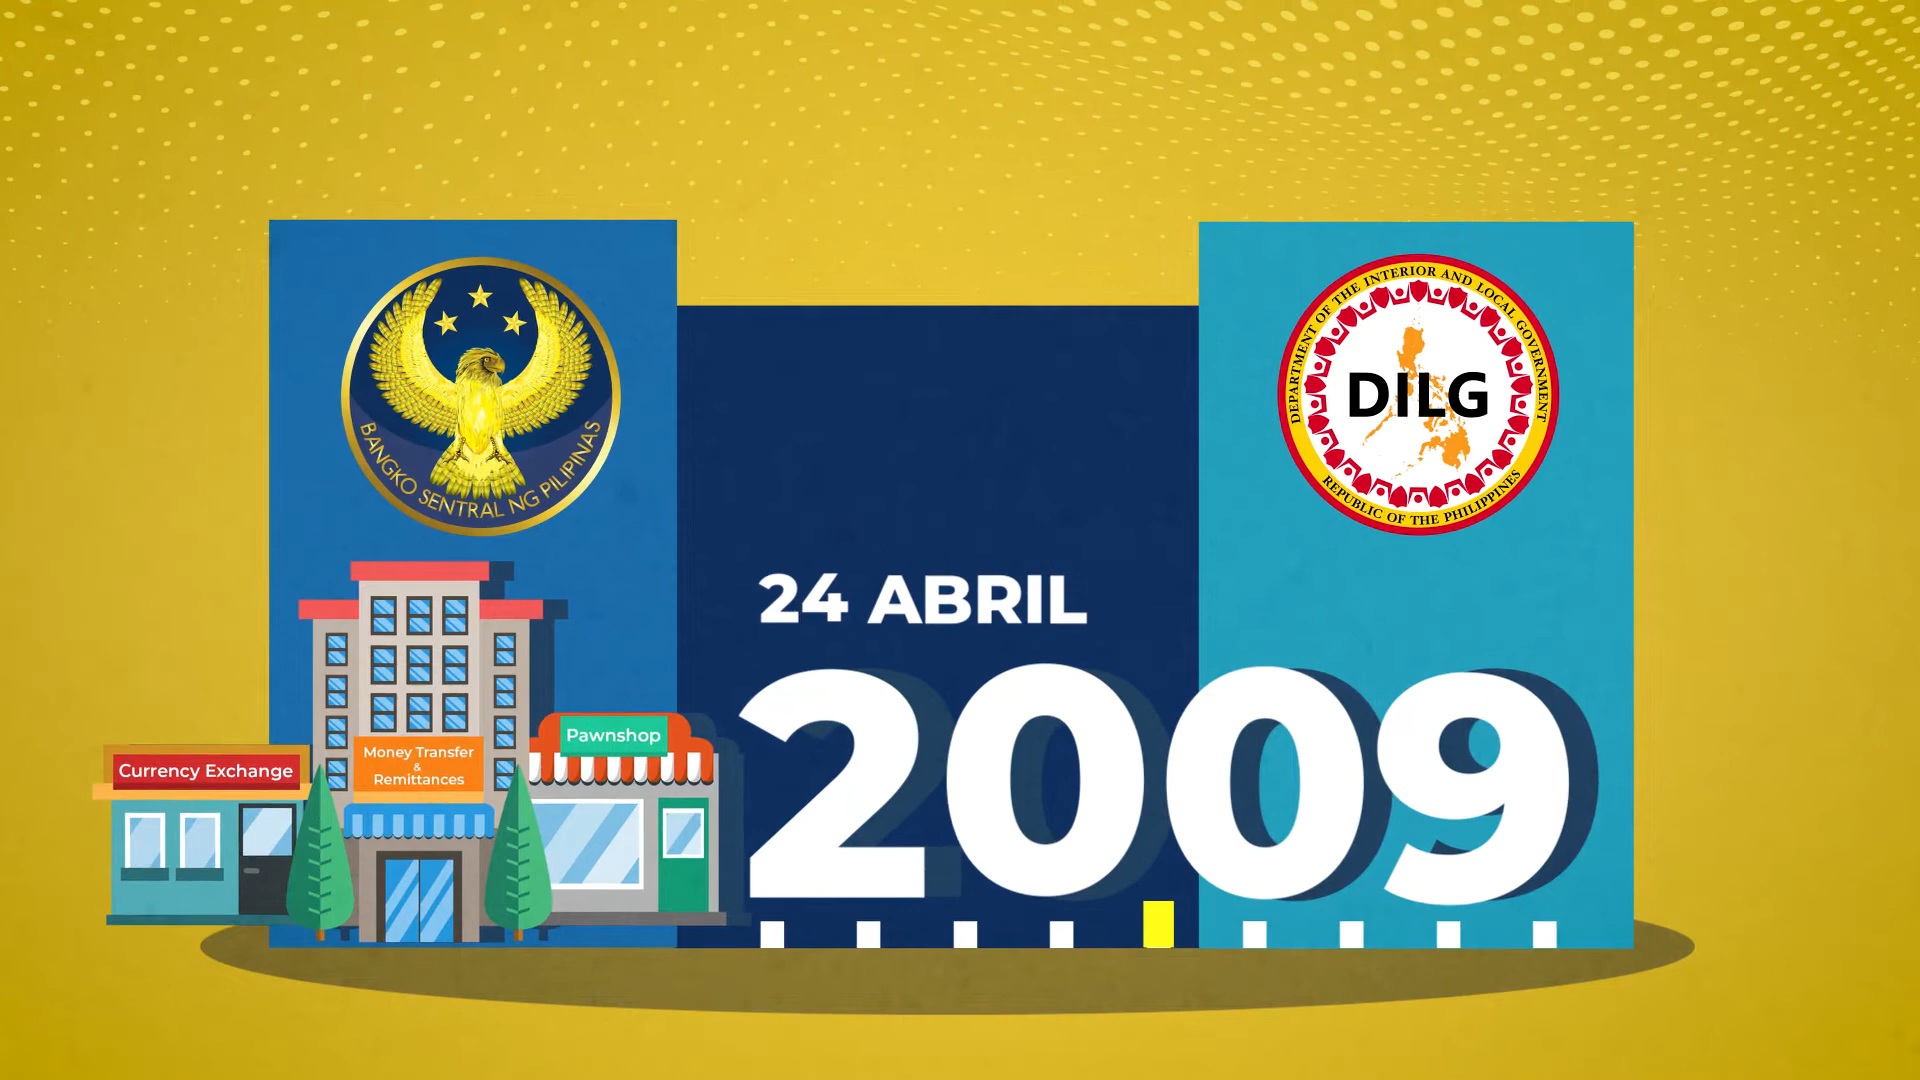 BANGKO SENTRAL NG PILIPINAS
DEPARTMENT OF THE INTERIOR AND LOCAL GOVERNMENT
DILG
REPUBLIC OF THE PHILIPPINES
24 ABRIL
2009
Currency Exchange
Money Transfer
&
Remittances
Pawnshop